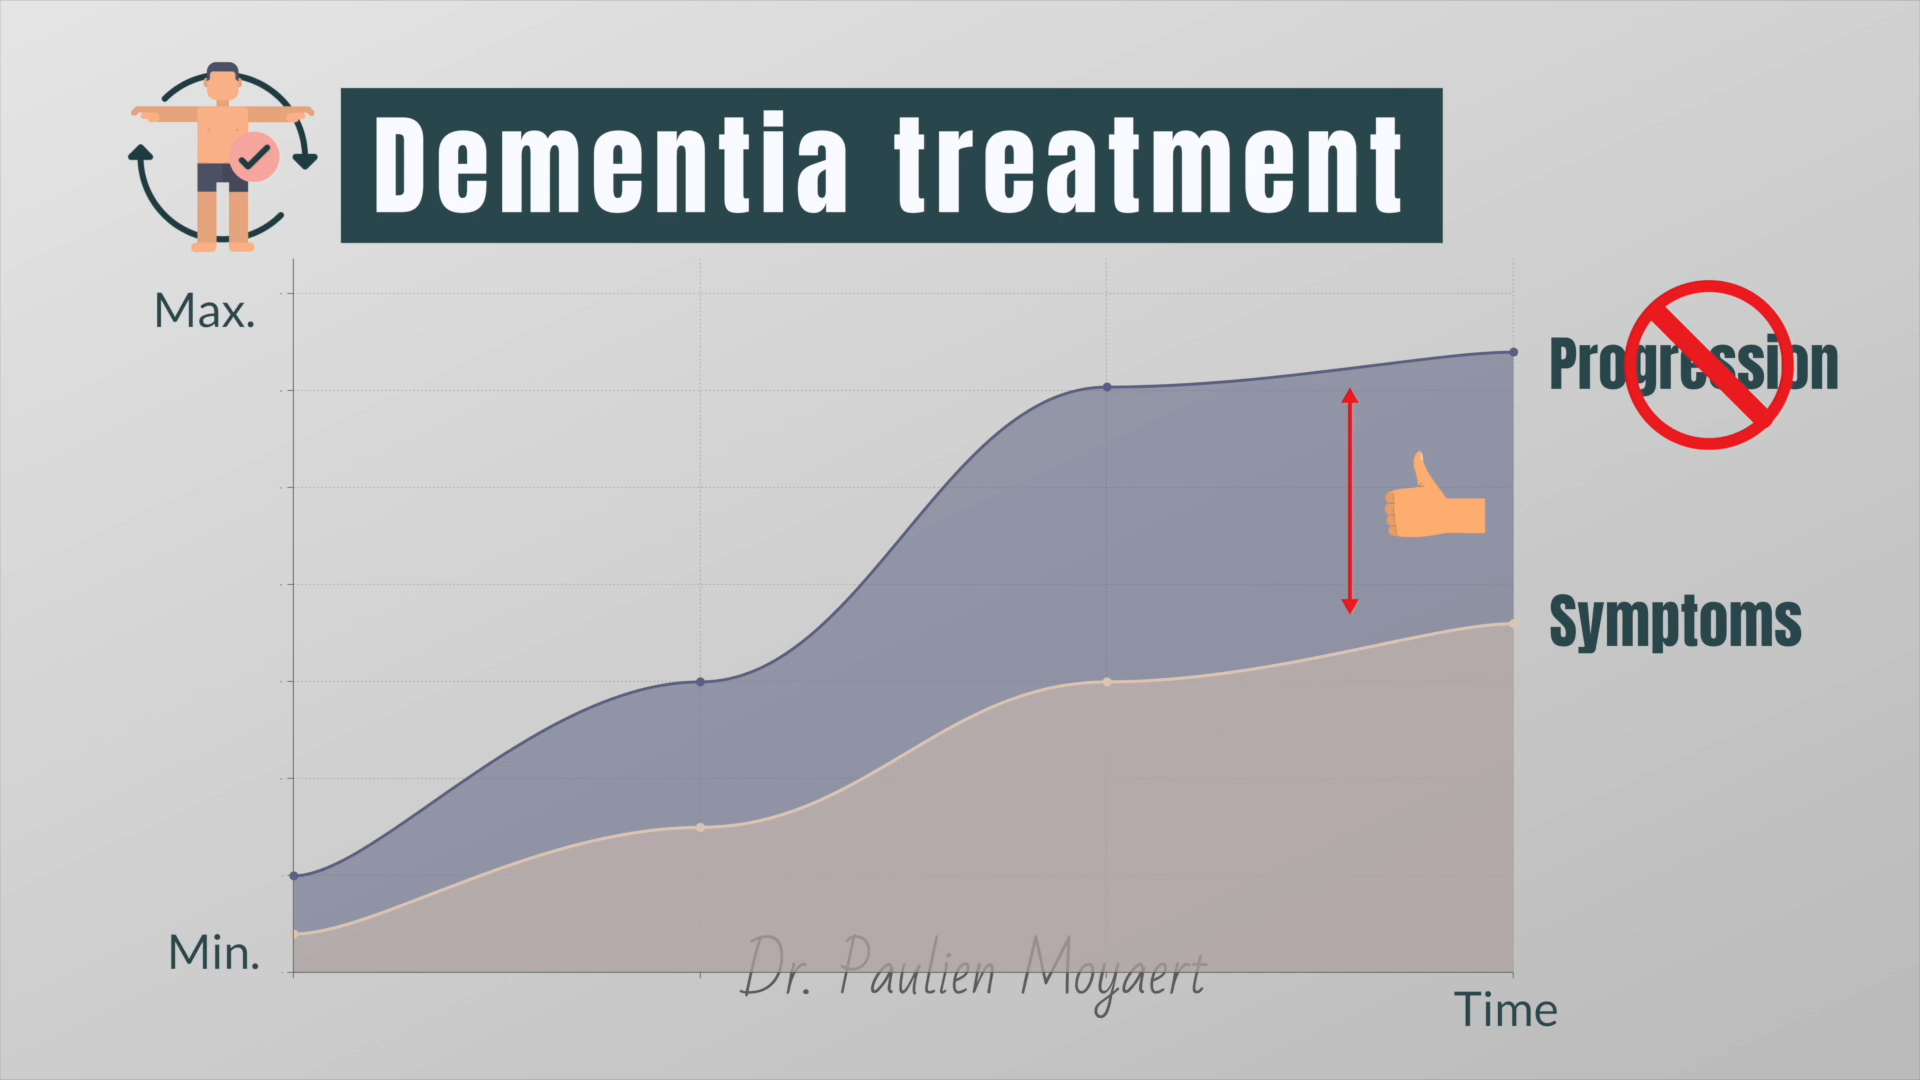 Dementia treatment
Max.
Progression
Symptoms
Min.
Dr. Paulien Moyaert
Time